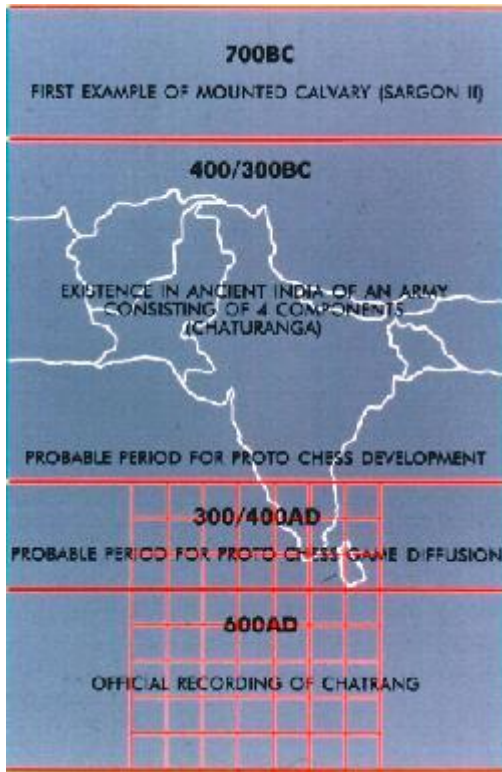 700BC
FIRST EXAMPLE OF MOUNTED CALVARY (SARGON II)
400/300BC
EXISTENCE IN ANCIENT INDIA OF AN ARMY
CONSISTING OF 4 COMPONENTS
(CHATURANGA)
PROBABLE PERIOD FOR PROTO CHESS DEVELOPMENT
300/400AD
PROBABLE PERIOD FOR PROTO CHESS GAME DIFFUSION
600AD
OFFICIAL RECORDING OF CHATRANG